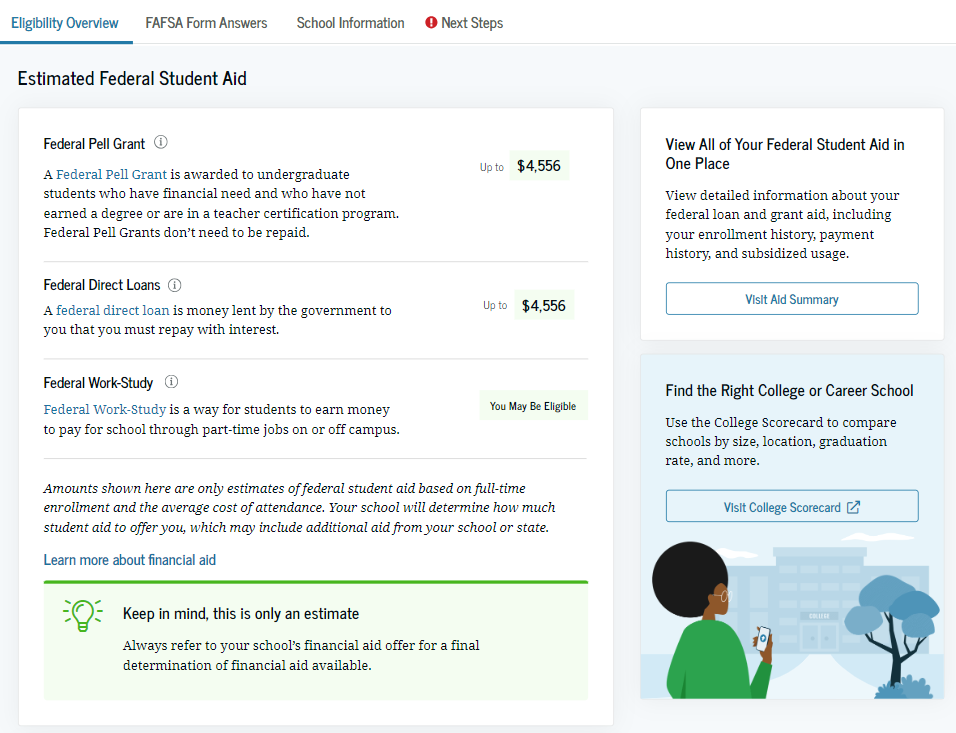 Eligibility Overview FAFSA Form Answers School Information Next Steps
Estimated Federal Student Aid
Federal Pell Grant
A Federal Pell Grant is awarded to undergraduate
students who have financial need and who have not
earned a degree or are in a teacher certification program.
Federal Pell Grants don’t need to be repaid.
Up to $4,556
Federal Direct Loans
A federal direct loan is money lent by the government to
you that you must repay with interest.
Up to $4,556
Federal Work-Study
Federal Work-Study is a way for students to earn money
to pay for school through part-time jobs on or off campus.
You May Be Eligible
Amounts shown here are only estimates of federal student aid based on full-time
enrollment and the average cost of attendance. Your school will determine how much
student aid to offer you, which may include additional aid from your school or state.
Learn more about financial aid
Keep in mind, this is only an estimate
Always refer to your school’s financial aid offer for a final
determination of financial aid available.
View All of Your Federal Student Aid in
One Place
View detailed information about your
federal loan and grant aid, including
your enrollment history, payment
history, and subsidized usage.
Visit Aid Summary
Find the Right College or Career School
Use the College Scorecard to compare
schools by size, location, graduation
rate, and more.
Visit College Scorecard
COLLEGE